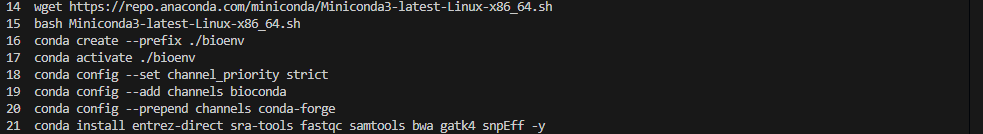 14 wget https://repo.anaconda.com/miniconda/Miniconda3-latest-Linux-x86_64.sh
15 bash Miniconda3-latest-Linux-x86_64.sh
16 conda create --prefix ./bioenv
17 conda activate ./bioenv
18 conda config --set channel_priority strict
19 conda config --add channels bioconda
20 conda config --prepend channels conda-forge
21 conda install entrez-direct sra-tools fastqc samtools bwa gatk4 snpEff -y